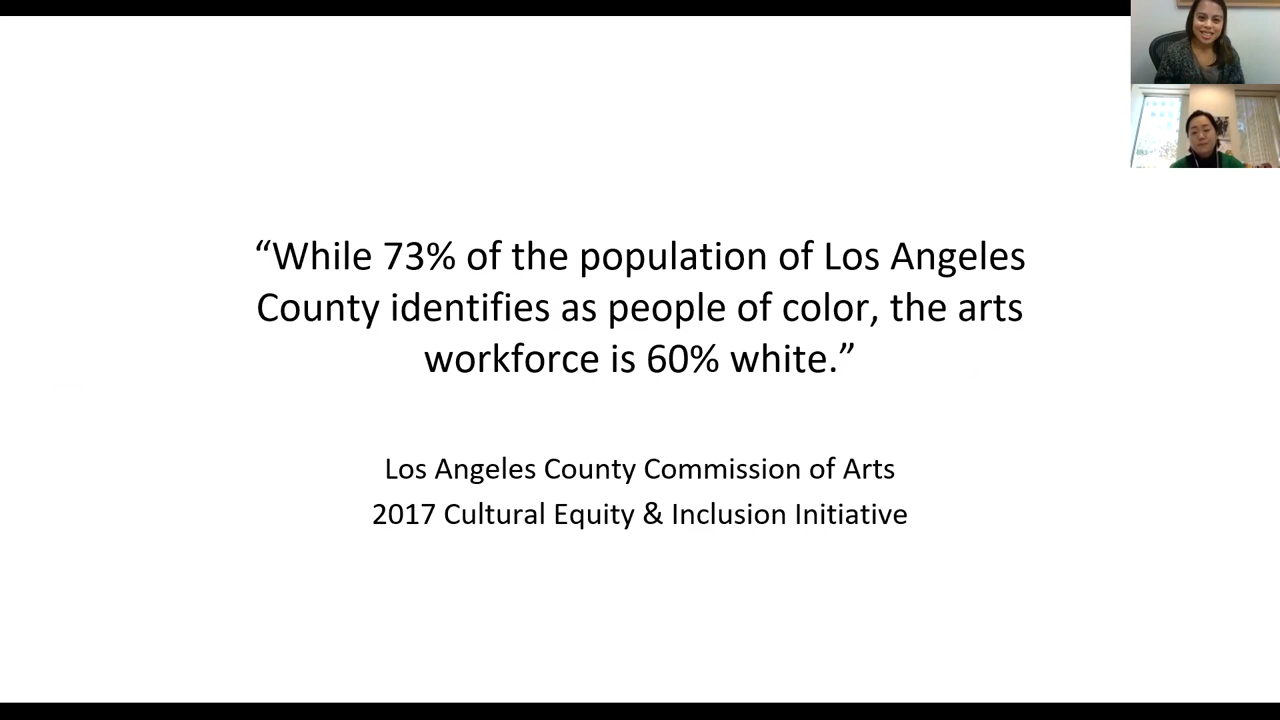 “While 73% of the population of Los Angeles
County identifies as people of color, the arts
workforce is 60% white.”
Los Angeles County Commission of Arts
2017 Cultural Equity & Inclusion Initiative